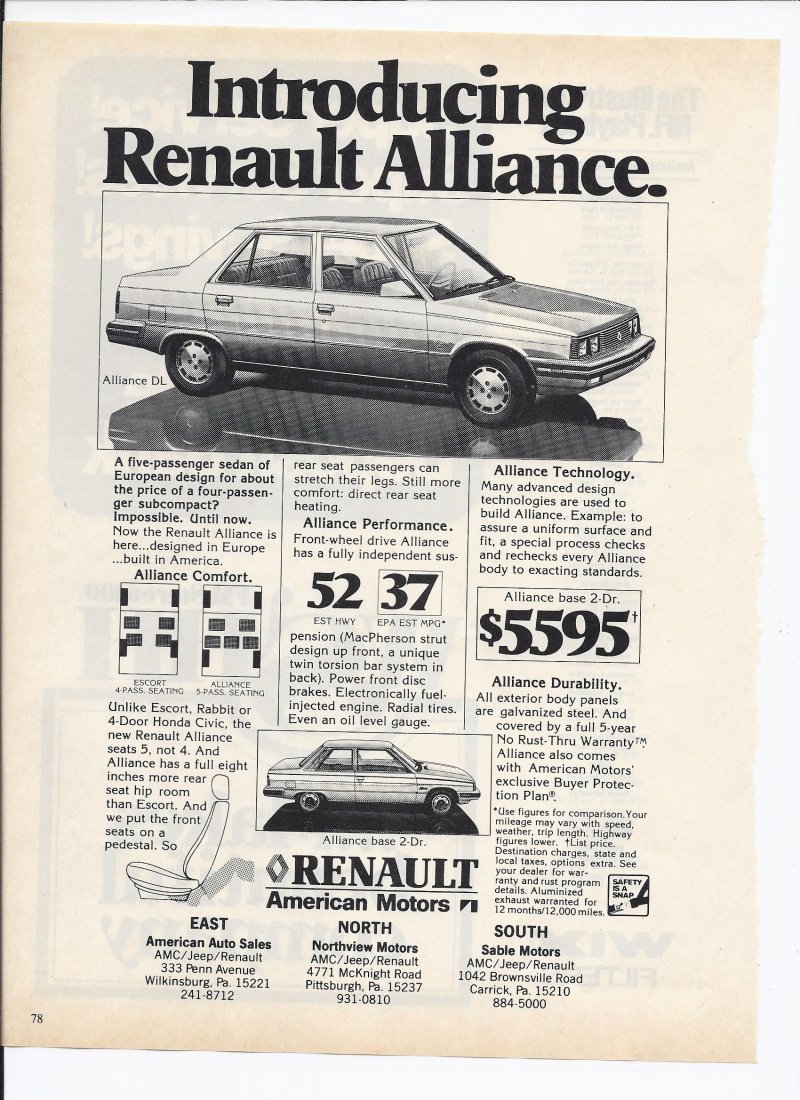 Introducing
Renault Alliance.
Alliance DL
A five-passenger sedan of
European design for about
the price of a four-passen-
ger subcompact?
Impossible. Until now.
Now the Renault Alliance is
here...designed in Europe
...built in America.
Alliance Comfort.
ESCORT
4-PASS. SEATING
ALLIANCE
5-PASS. SEATING
Unlike Escort, Rabbit or
4-Door Honda Civic, the
new Renault Alliance
seats 5, not 4. And
Alliance has a full eight
inches more rear
seat hip room
than Escort. And
we put the front
seats on a
pedestal. So
rear seat passengers can
stretch their legs. Still more
comfort: direct rear seat
heating.
Alliance Performance.
Front-wheel drive Alliance
has a fully independent sus-
52 37
EST HWY EPA EST MPG*
pension (MacPherson strut
design up front, a unique
twin torsion bar system in
back). Power front disc
brakes. Electronically fuel-
injected engine. Radial tires.
Even an oil level gauge.
Alliance base 2-Dr.
Alliance Technology.
Many advanced design
technologies are used to
build Alliance. Example: to
assure a uniform surface and
fit, a special process checks
and rechecks every Alliance
body to exacting standards.
Alliance base 2-Dr.
$5595†
Alliance Durability.
All exterior body panels
are galvanized steel. And
covered by a full 5-year
No Rust-Thru Warranty™
Alliance also comes
with American Motors'
exclusive Buyer Protec-
tion Plan®.
*Use figures for comparison. Your
mileage may vary with speed,
weather, trip length. Highway
figures lower. †List price.
Destination charges, state and
local taxes, options extra. See
your dealer for war-
ranty and rust program
details. Aluminized
exhaust warranted for
12 months/12,000 miles.
SAFETY
IS A
SNAP
RENAULT
American Motors
EAST
American Auto Sales
AMC/Jeep/Renault
333 Penn Avenue
Wilkinsburg, Pa. 15221
241-8712
NORTH
Northview Motors
AMC/Jeep/Renault
4771 McKnight Road
Pittsburgh, Pa. 15237
931-0810
SOUTH
Sable Motors
AMC/Jeep/Renault
1042 Brownsville Road
Carrick, Pa. 15210
884-5000
78